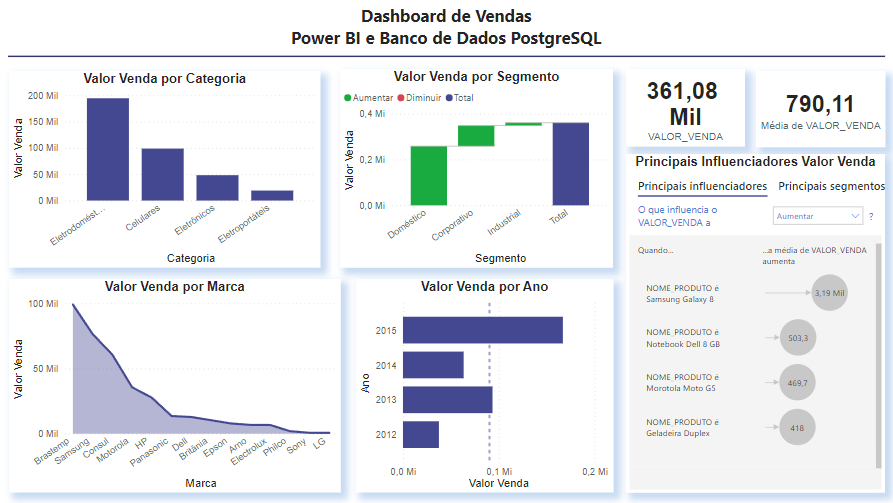 Dashboard de Vendas
Power BI e Banco de Dados PostgreSQL
Valor Venda por Categoria
Valor Venda
200 Mil
150 Mil
100 Mil
50 Mil
0 Mil
Eletrodomést...
Celulares
Eletrônicos
Eletroportáteis
Categoria
Valor Venda por Segmento
Aumentar Diminuir Total
Valor Venda
0,4 Mi
0,2 Mi
0,0 Mi
Doméstico
Corporativo
Industrial
Total
Segmento
361,08
Mil
VALOR_VENDA
790,11
Média de VALOR_VENDA
Principais Influenciadores Valor Venda
Principais influenciadores Principais segmentos
O que influencia o
VALOR_VENDA a
Aumentar
?
Quando...
...a média de VALOR_VENDA
aumenta
NOME_PRODUTO é
Samsung Galaxy 8
3,19 Mil
NOME_PRODUTO é
Notebook Dell 8 GB
503,3
NOME_PRODUTO é
Morotola Moto G5
469,7
NOME_PRODUTO é
Geladeira Duplex
418
Valor Venda por Marca
Valor Venda
100 Mil
50 Mil
0 Mil
Brastemp
Samsung
Consul
Motorola
HP
Panasonic
Dell
Britânia
Epson
Arno
Electrolux
Philco
Sony
LG
Marca
Valor Venda por Ano
Ano
2015
2014
2013
2012
0,0 Mi
0,1 Mi
0,2 Mi
Valor Venda